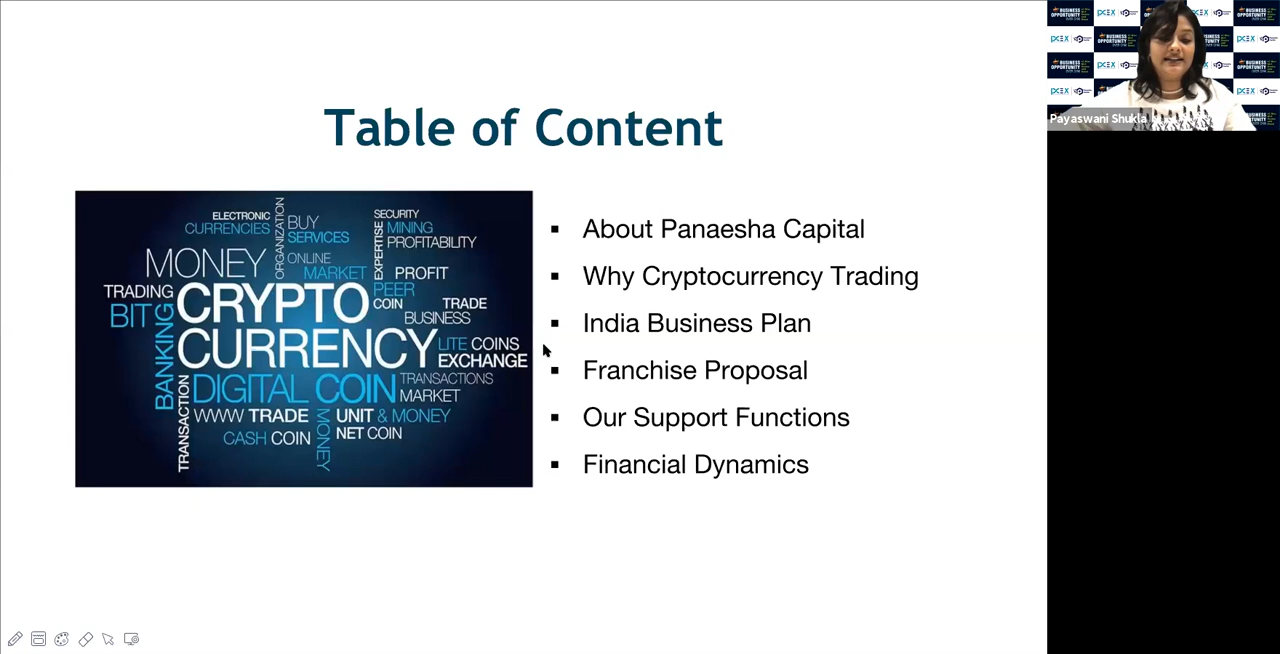 Table of Content
ELECTRONIC
CURRENCIES
ORGANIZATION
BUY
SERVICES
SECURITY
MINING
PROFITABILITY
EXPERTISE
MONEY
ONLINE
MARKET
PROFIT
PEER
COIN
TRADE
TRADING
CRYPTO
BUSINESS
BIT
BANKING
CURRENCY
LITE COINS
EXCHANGE
TRANSACTION
DIGITAL COIN
TRANSACTIONS
MARKET
WWW TRADE
MONEY
UNIT & MONEY
CASH COIN
NET COIN
▪ About Panaesha Capital
▪ Why Cryptocurrency Trading
▪ India Business Plan
▪ Franchise Proposal
▪ Our Support Functions
▪ Financial Dynamics
BUSINESS
OPPORTUNITY
PCEX
Payaswani Shukla